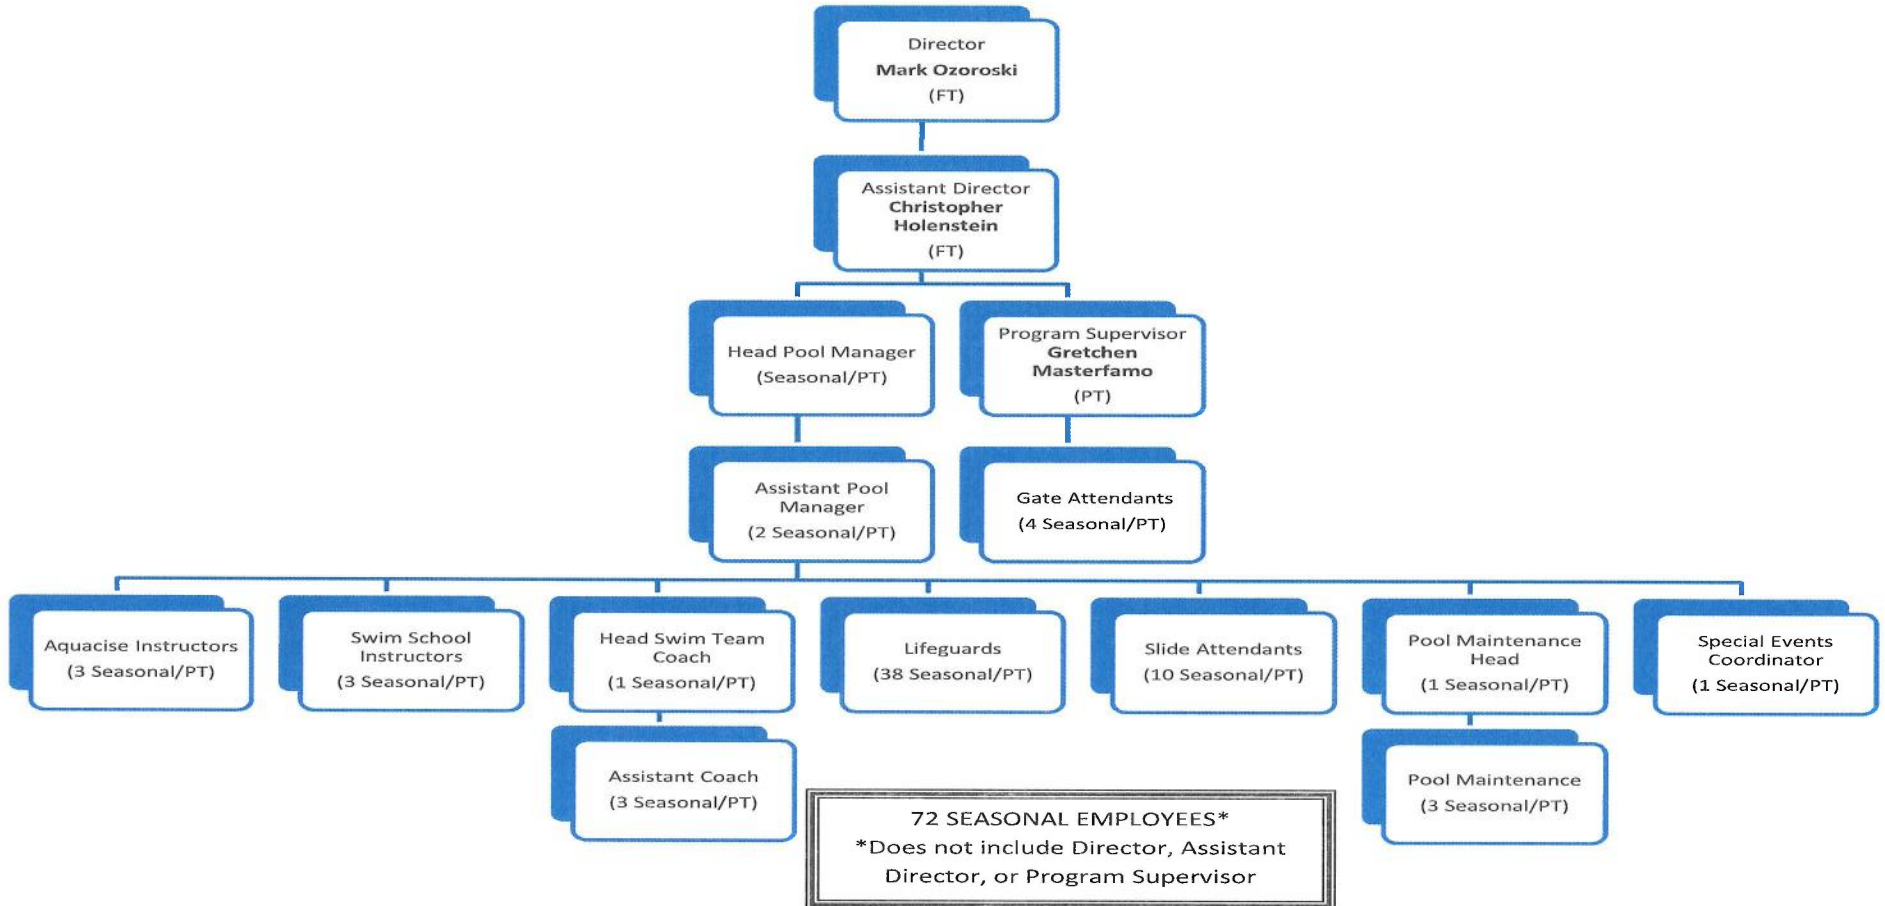 Director
Mark Ozoroski
(FT)
Assistant Director
Christopher
Holenstein
(FT)
Head Pool Manager
(Seasonal/PT)
Program Supervisor
Gretchen
Masterfamo
(PT)
Assistant Pool
Manager
(2 Seasonal/PT)
Gate Attendants
(4 Seasonal/PT)
Aquacise Instructors
(3 Seasonal/PT)
Swim School
Instructors
(3 Seasonal/PT)
Head Swim Team
Coach
(1 Seasonal/PT)
Lifeguards
(38 Seasonal/PT)
Slide Attendants
(10 Seasonal/PT)
Pool Maintenance
Head
(1 Seasonal/PT)
Special Events
Coordinator
(1 Seasonal/PT)
Assistant Coach
(3 Seasonal/PT)
Pool Maintenance
(3 Seasonal/PT)
72 SEASONAL EMPLOYEES*
*Does not include Director, Assistant
Director, or Program Supervisor